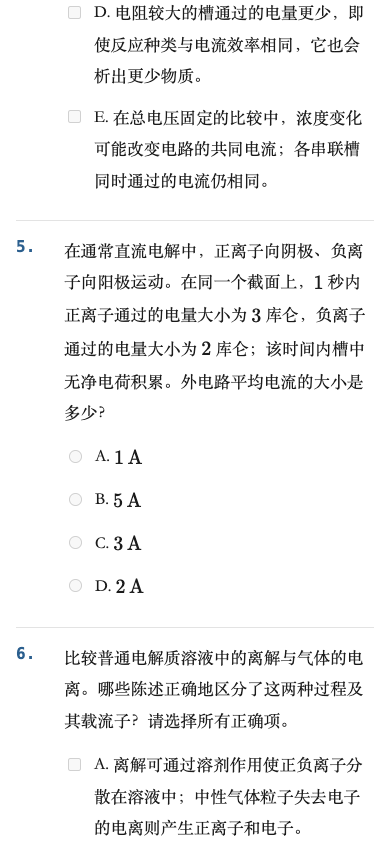 D. 电阻较大的槽通过的电量更少，即
使反应种类与电流效率相同，它也会
析出更少物质。
E. 在总电压固定的比较中，浓度变化
可能改变电路的共同电流；各串联槽
同时通过的电流仍相同。
5. 在通常直流电解中，正离子向阴极、负离
子向阳极运动。在同一个截面上，1 秒内
正离子通过的电量大小为 3 库仑，负离子
通过的电量大小为 2 库仑；该时间内槽中
无净电荷积累。外电路平均电流的大小是
多少？
A. 1 A
B. 5 A
C. 3 A
D. 2 A
6. 比较普通电解质溶液中的离解与气体的电
离。哪些陈述正确地区分了这两种过程及
其载流子？请选择所有正确项。
A. 离解可通过溶剂作用使正负离子分
散在溶液中；中性气体粒子失去电子
的电离则产生正离子和电子。